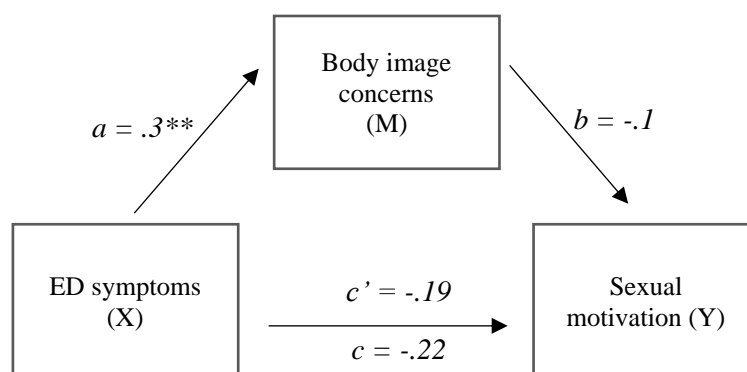 Body image
concerns
(M)
a = .3**
b = -.1
ED symptoms
(X)
c’ = -.19
c = -.22
Sexual
motivation (Y)